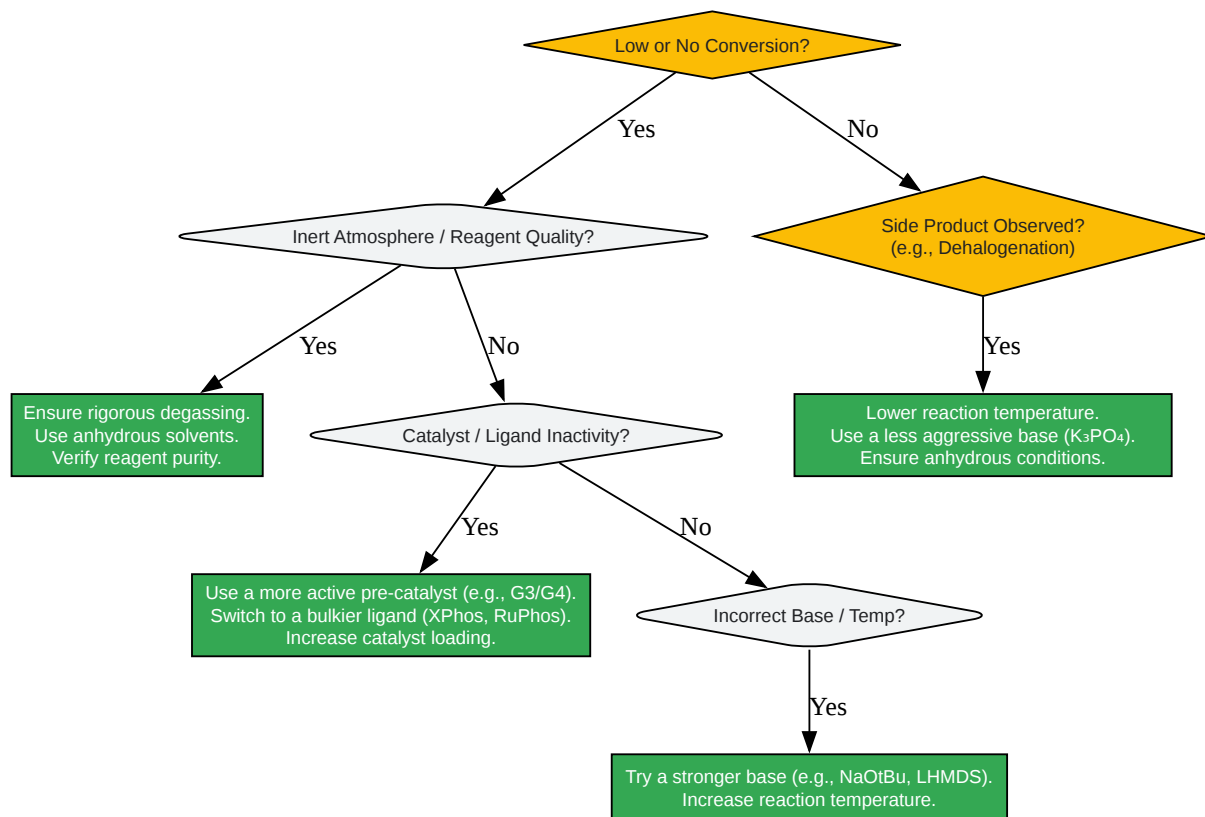 Low or No Conversion?
Yes
No
Inert Atmosphere / Reagent Quality?
Side Product Observed?
(e.g., Dehalogenation)
Yes
No
Yes
Ensure rigorous degassing.
Use anhydrous solvents.
Verify reagent purity.
Catalyst / Ligand Inactivity?
Lower reaction temperature.
Use a less aggressive base (K₃PO₄).
Ensure anhydrous conditions.
Yes
No
Use a more active pre-catalyst (e.g., G3/G4).
Switch to a bulkier ligand (XPhos, RuPhos).
Increase catalyst loading.
Incorrect Base / Temp?
Yes
Try a stronger base (e.g., NaOtBu, LHMDS).
Increase reaction temperature.